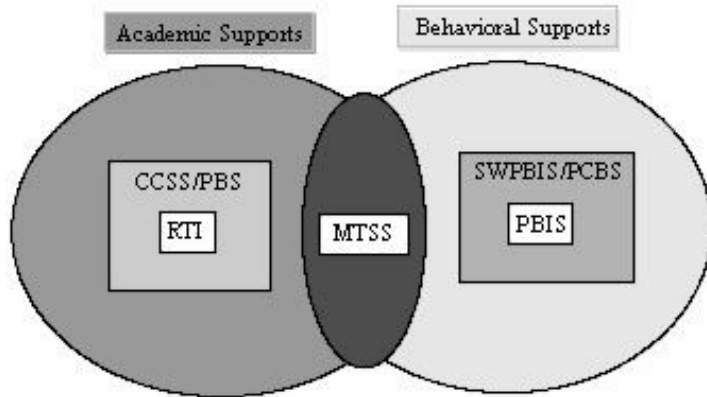 Academic Supports
Behavioral Supports
CCSS/PBS
RTI
MTSS
SWPBIS/PCBS
PBIS